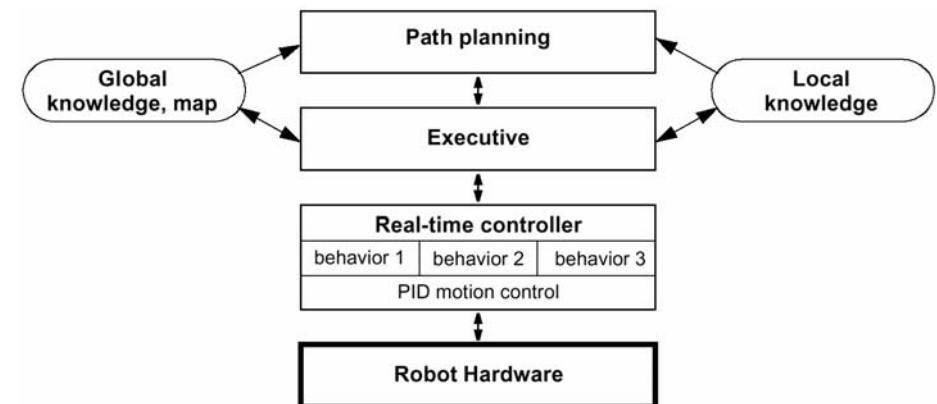 Path planning
Global
knowledge, map
Local
knowledge
Executive
Real-time controller
behavior 1
behavior 2
behavior 3
PID motion control
Robot Hardware